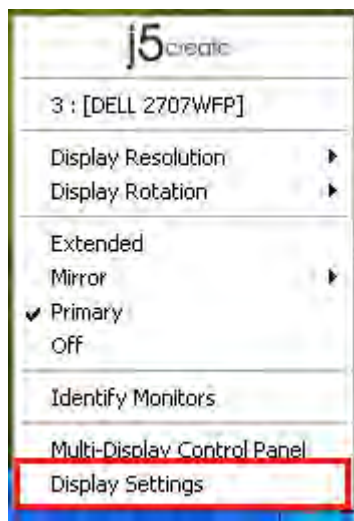 j5create
3 : [DELL 2707WFP]
Display Resolution
Display Rotation
Extended
Mirror
Primary
Off
Identify Monitors
Multi-Display Control Panel
Display Settings